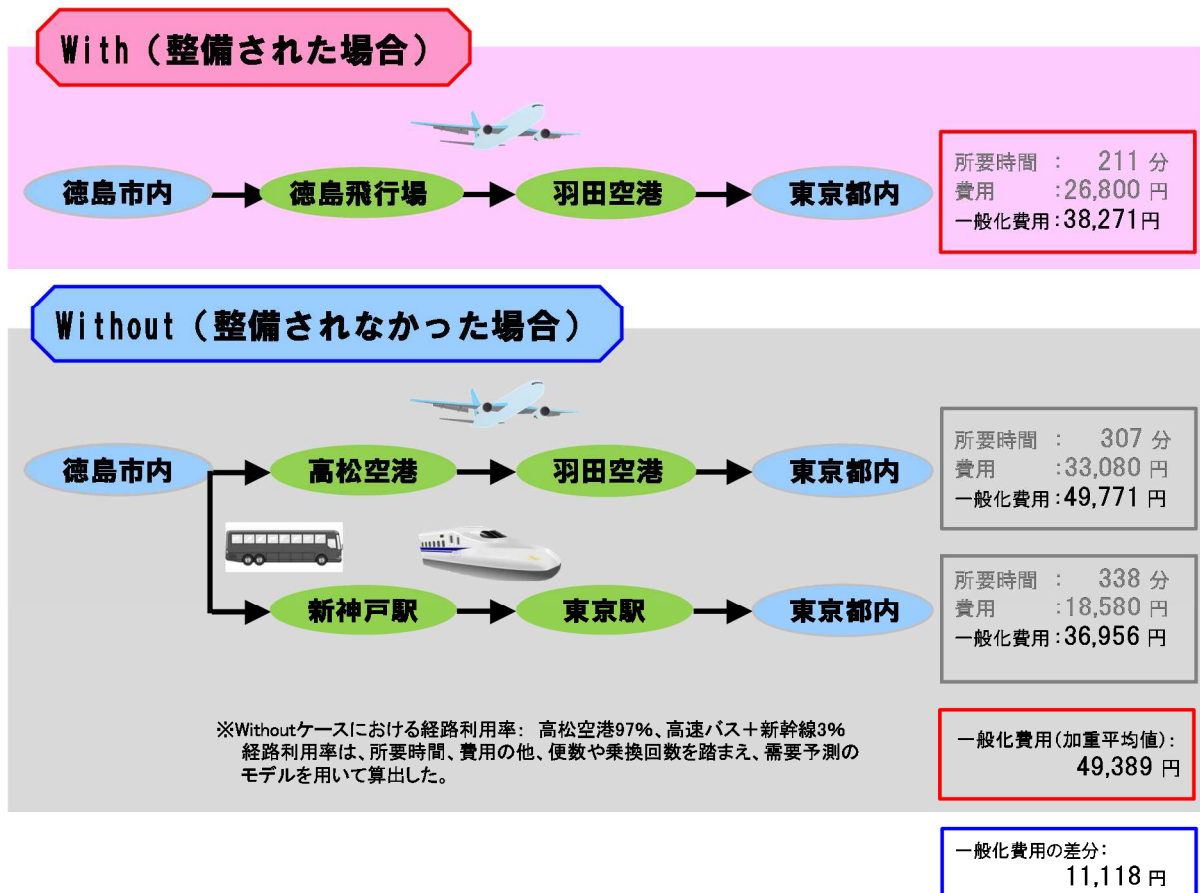 With（整備された場合）
徳島市内
徳島飛行場
羽田空港
東京都内
所要時間 ： 211 分
費用 ：26,800 円
一般化費用：38,271円
Without（整備されなかった場合）
徳島市内
高松空港
羽田空港
東京都内
所要時間 ： 307 分
費用 ：33,080 円
一般化費用：49,771 円
新神戸駅
東京駅
東京都内
所要時間 ： 338 分
費用 ：18,580 円
一般化費用：36,956 円
※Withoutケースにおける経路利用率： 高松空港97%、高速バス＋新幹線3%
経路利用率は、所要時間、費用の他、便数や乗換回数を踏まえ、需要予測の
モデルを用いて算出した。
一般化費用(加重平均値)：
49,389 円
一般化費用の差分：
11,118 円